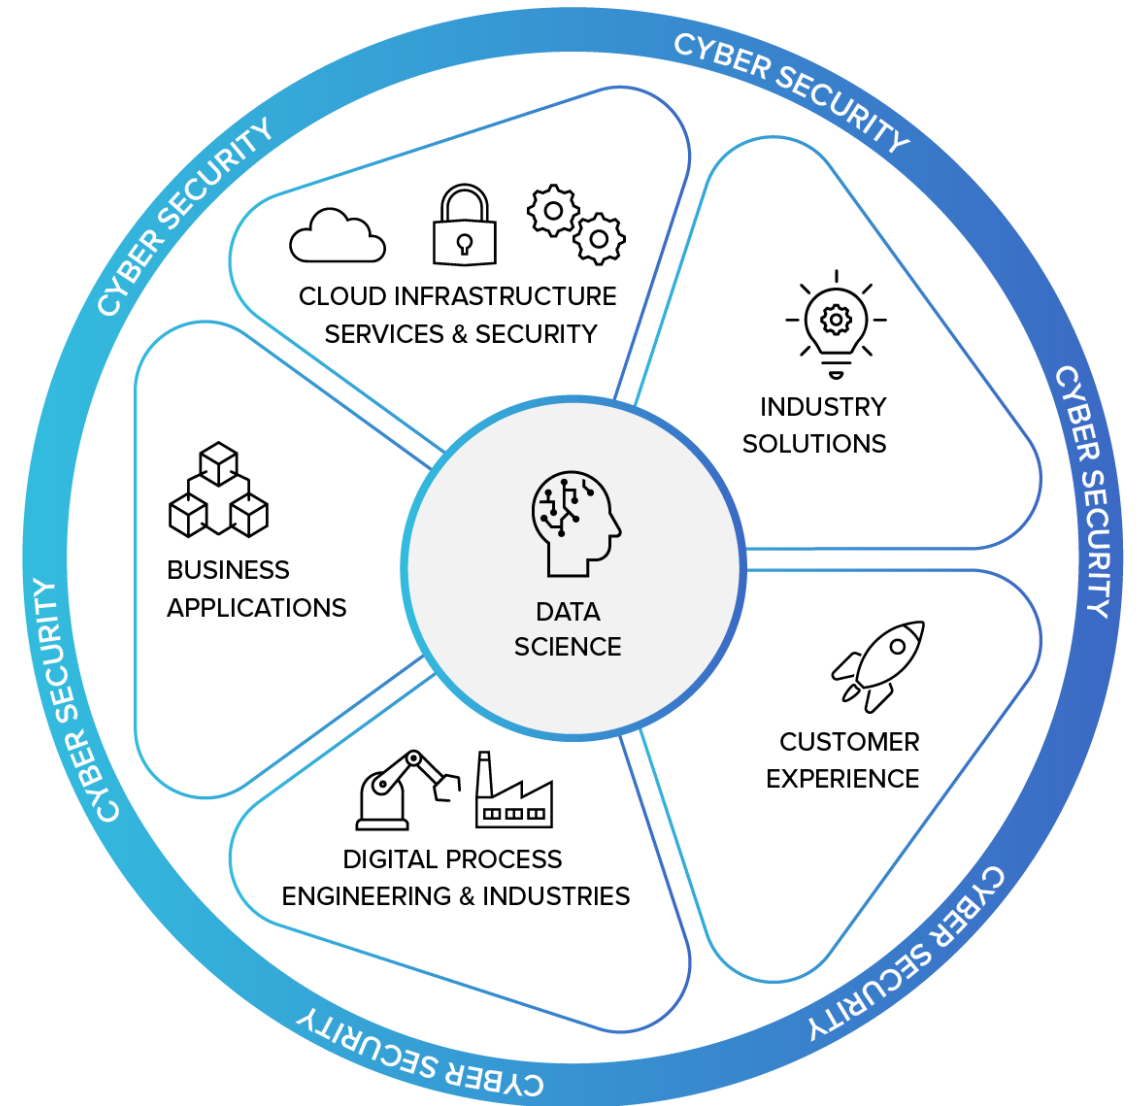 CYBER SECURITY
CYBER SECURITY
CLOUD INFRASTRUCTURE
SERVICES & SECURITY
INDUSTRY
SOLUTIONS
CYBER SECURITY
BUSINESS
APPLICATIONS
DATA
SCIENCE
CUSTOMER
EXPERIENCE
CYBER SECURITY
DIGITAL PROCESS
ENGINEERING & INDUSTRIES
CYBER SECURITY
CYBER SECURITY